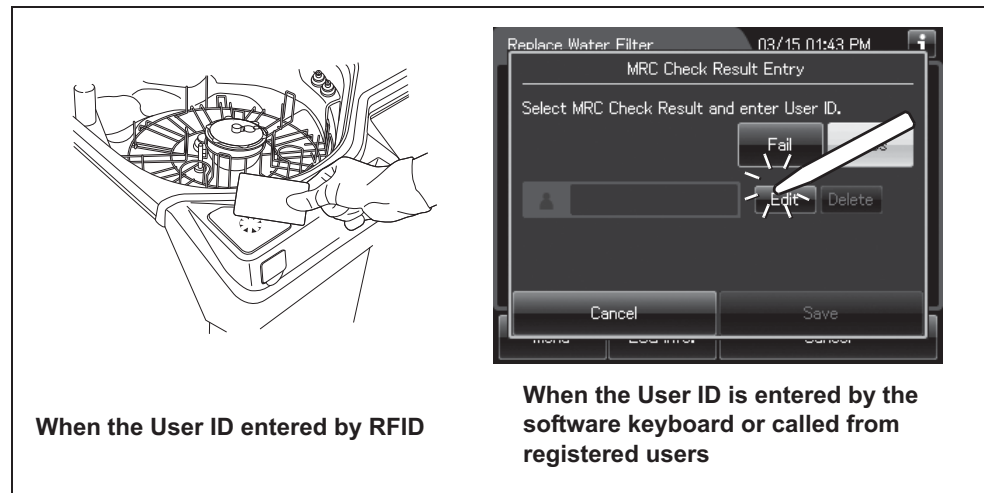 Replace Water Filter 03/15 01:43 PM i
MRC Check Result Entry
Select MRC Check Result and enter User ID.
Fail
Edit Delete
Cancel Save
Menu Cancel
When the User ID entered by RFID
When the User ID is entered by the
software keyboard or called from
registered users